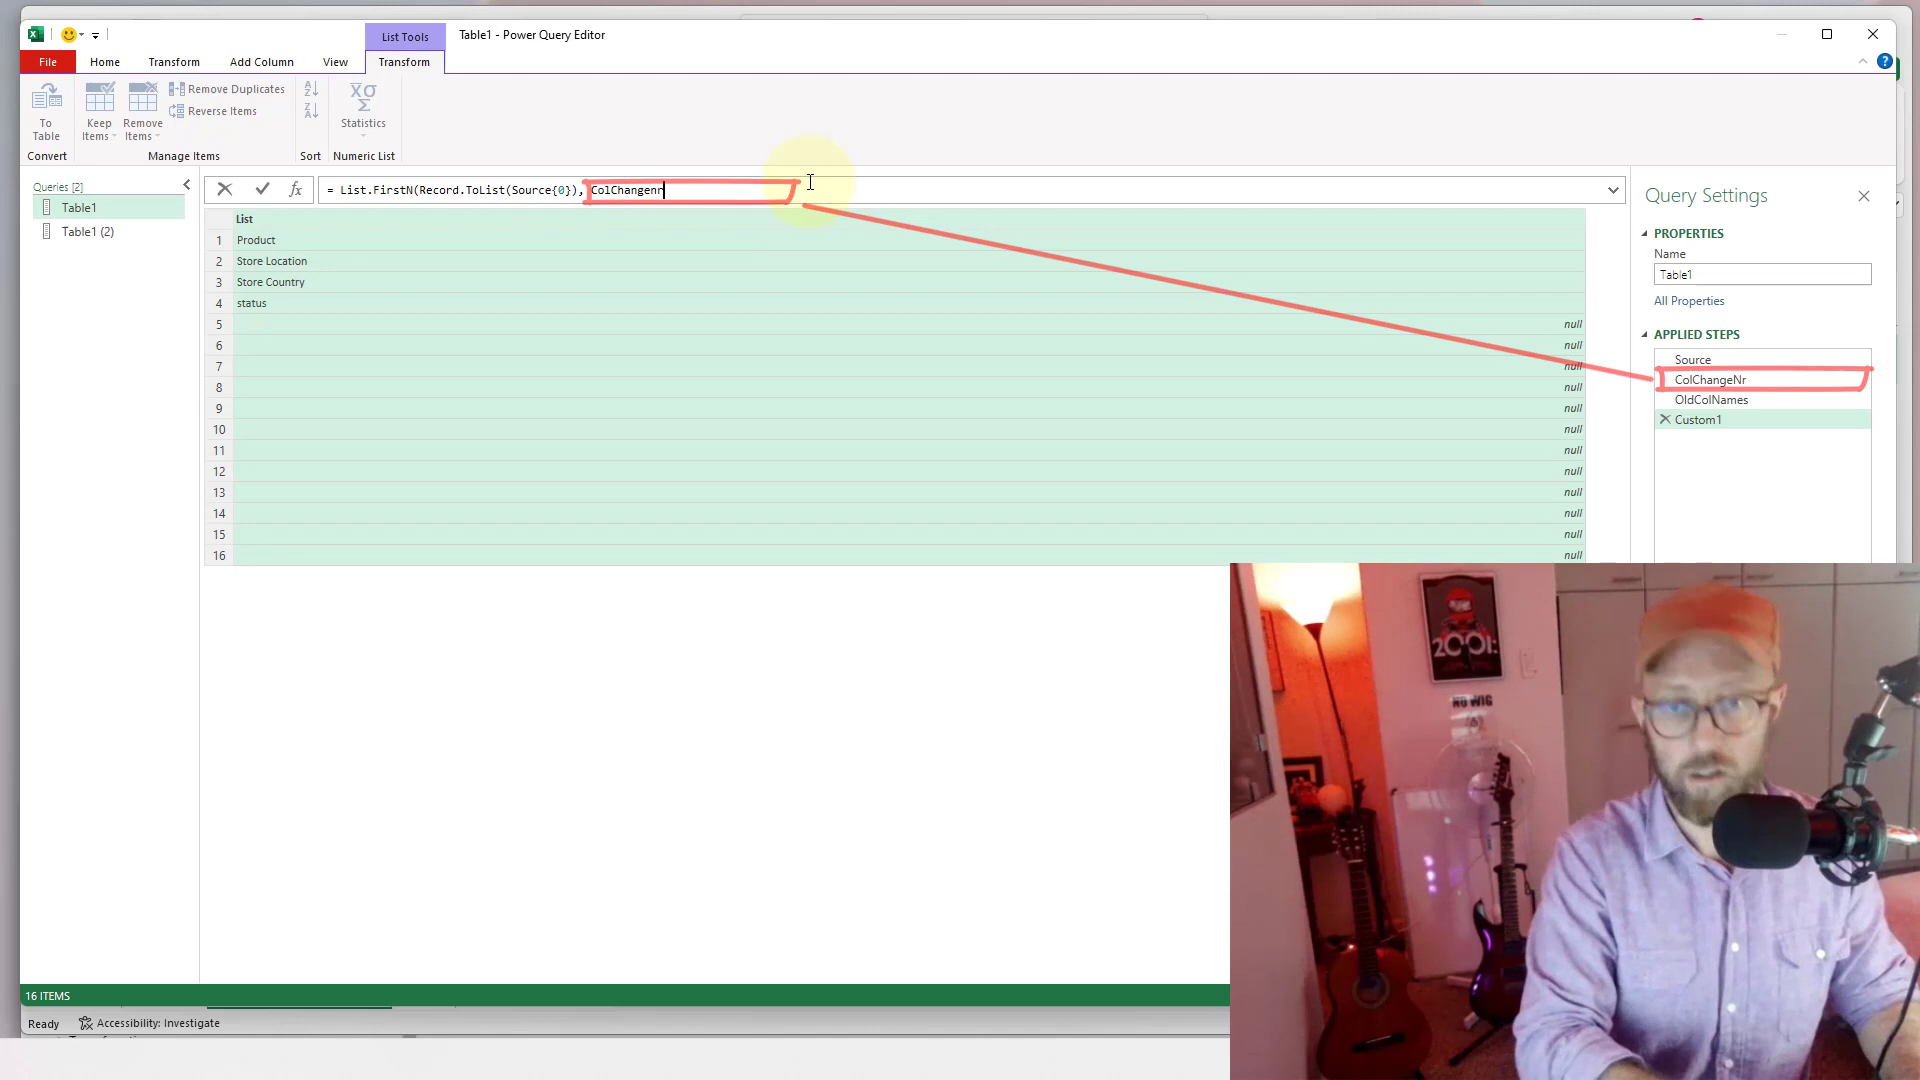 List Tools
Table1 - Power Query Editor
File
Home
Transform
Add Column
View
Transform
?
To
Table
Keep
Items
Remove
Items
Remove Duplicates
Reverse Items
A
Z
Z
A
Statistics
Convert
Manage Items
Sort
Numeric List
Queries [2]
Table1
Table1 (2)
fx
= List.FirstN(Record.ToList(Source{0}), ColChangenr
List
1 Product
2 Store Location
3 Store Country
4 status
5 null
6 null
7 null
8 null
9 null
10 null
11 null
12 null
13 null
14 null
15 null
16 null
Query Settings
PROPERTIES
Name
Table1
All Properties
APPLIED STEPS
Source
ColChangeNr
OldColNames
Custom1
2001:
NO WIG
16 ITEMS
Ready
Accessibility: Investigate